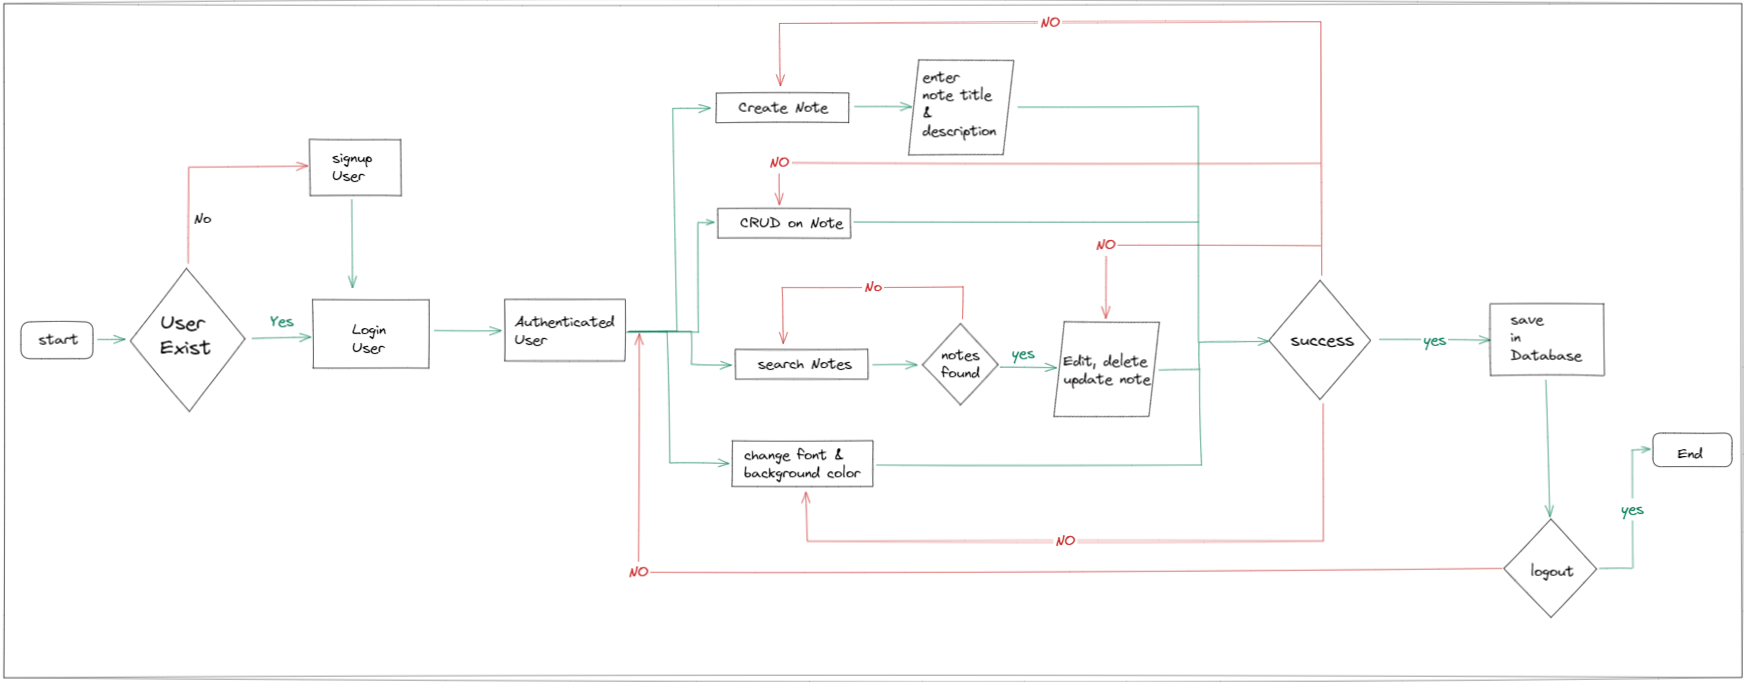 NO
enter
note title
&
description
Create Note
signup
User
No
NO
CRUD on Note
NO
No
start
User
Exist
Yes
Login
User
Authenticated
User
search Notes
notes
found
yes
Edit, delete
update note
success
yes
save
in
Database
change font &
background color
End
yes
NO
NO
logout